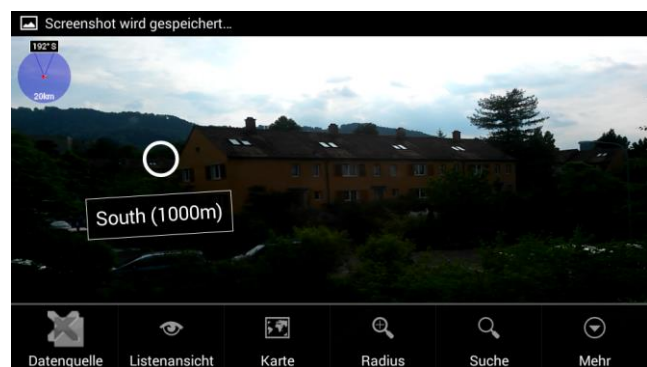 Screenshot wird gespeichert...
192° S
20km
South (1000m)
Datenquelle Listenansicht Karte Radius Suche Mehr